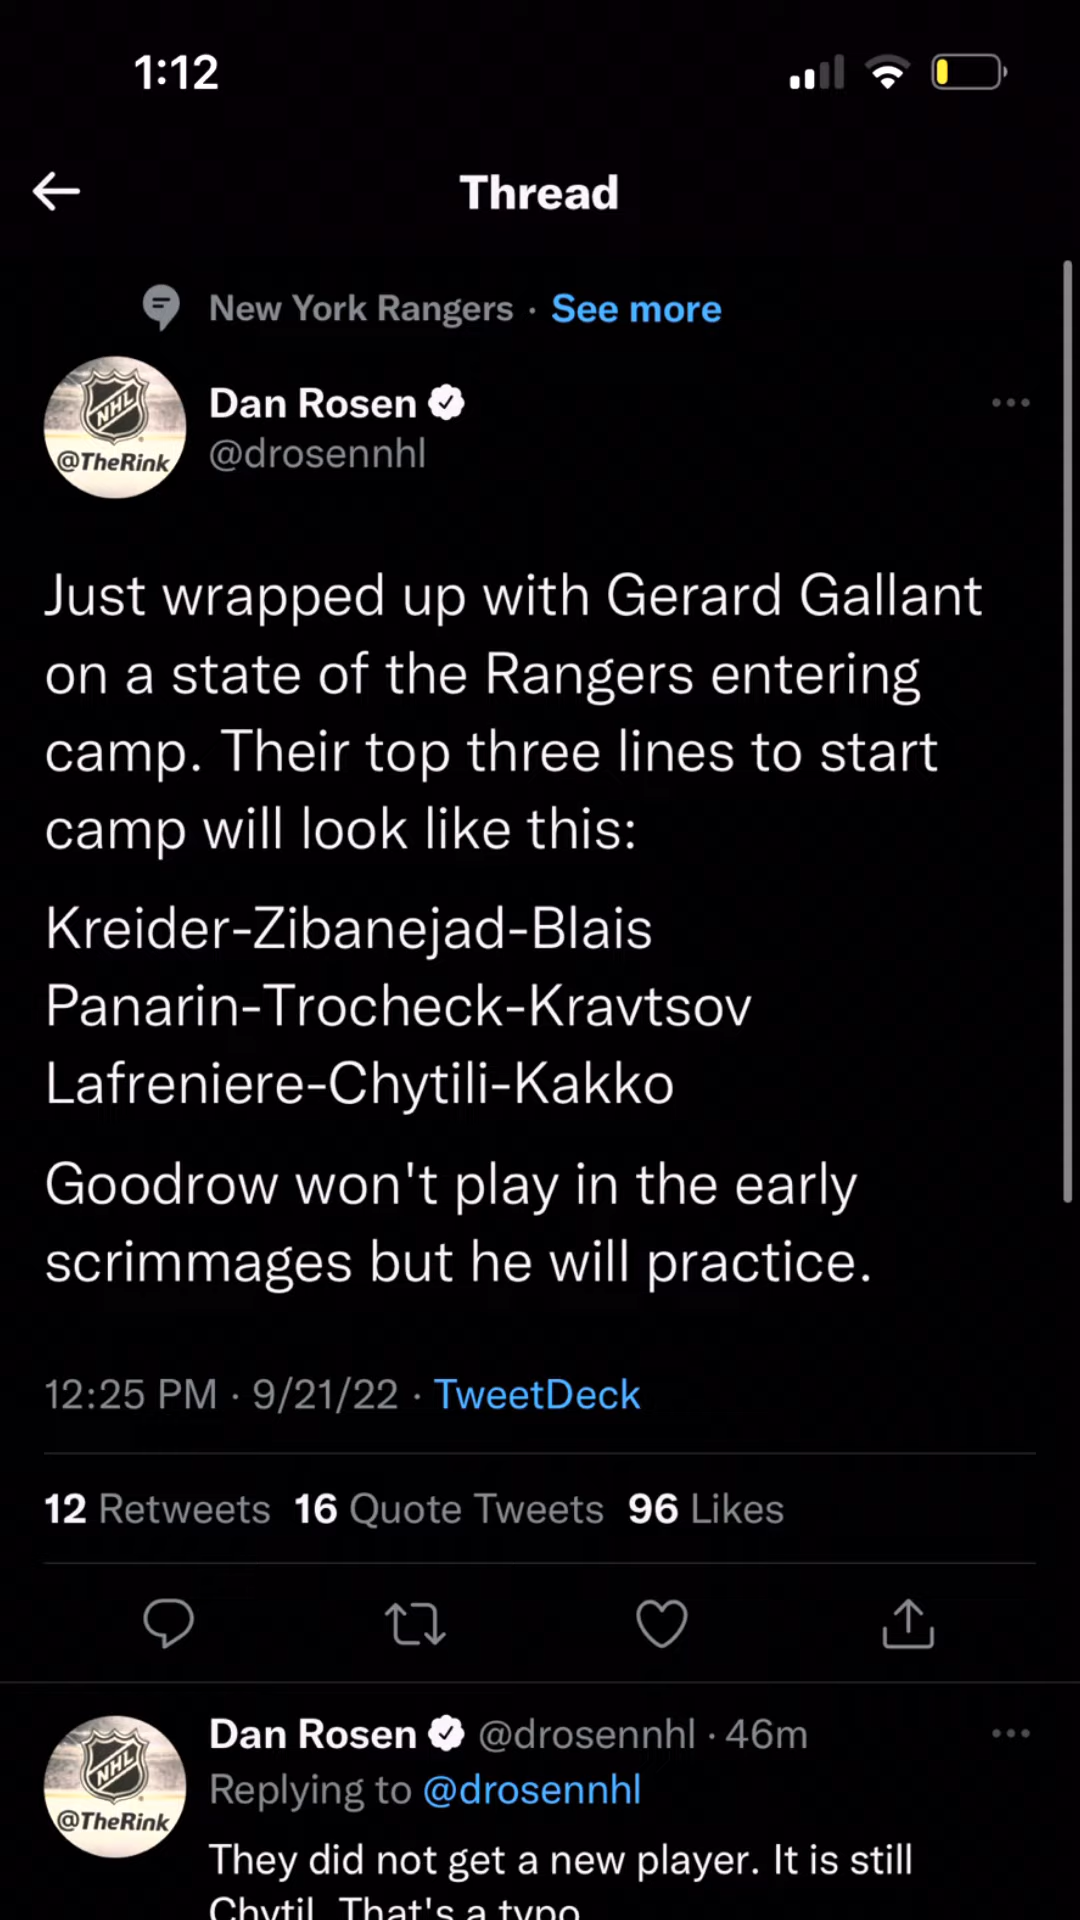 1:12
Thread
New York Rangers · See more
NHL
@TheRink
Dan Rosen
@drosennhl
Just wrapped up with Gerard Gallant
on a state of the Rangers entering
camp. Their top three lines to start
camp will look like this:
Kreider-Zibanejad-Blais
Panarin-Trocheck-Kravtsov
Lafreniere-Chytili-Kakko
Goodrow won't play in the early
scrimmages but he will practice.
12:25 PM · 9/21/22 · TweetDeck
12 Retweets 16 Quote Tweets 96 Likes
NHL
@TheRink
Dan Rosen @drosennhl · 46m
Replying to @drosennhl
They did not get a new player. It is still
Chytil. That's a typo